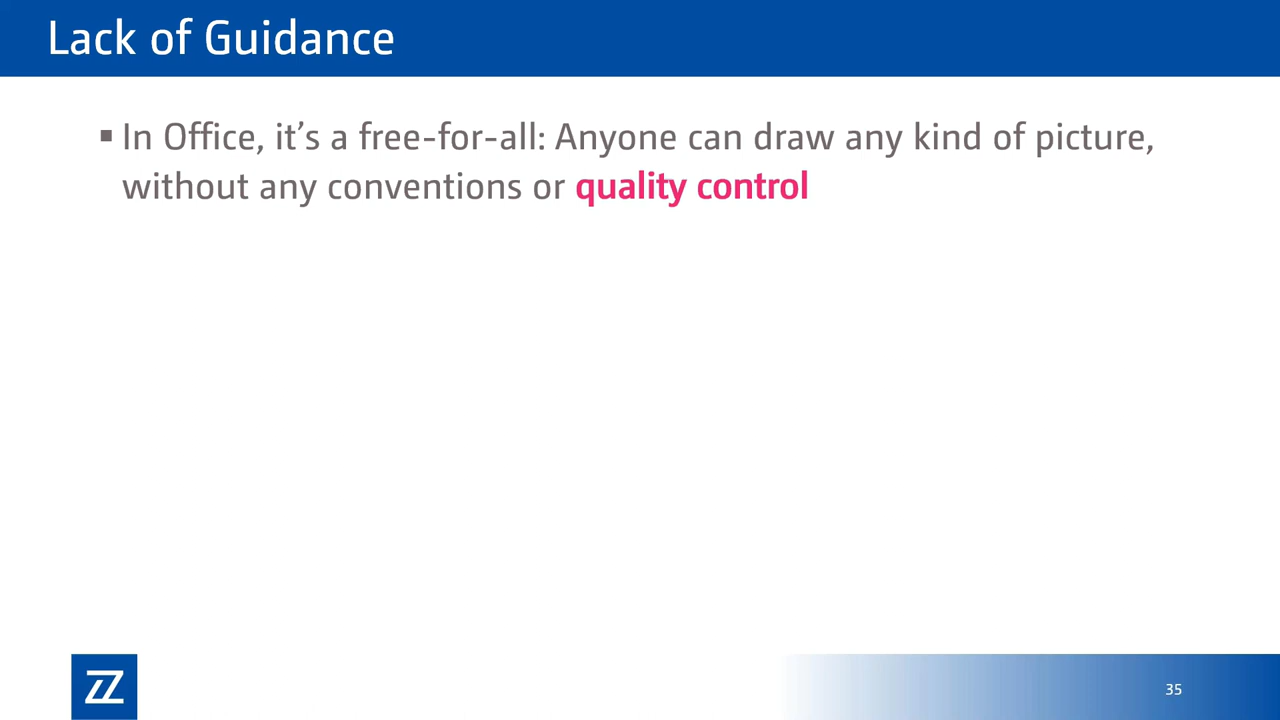 Lack of Guidance
▪ In Office, it’s a free-for-all: Anyone can draw any kind of picture,
without any conventions or quality control
ZZ
35